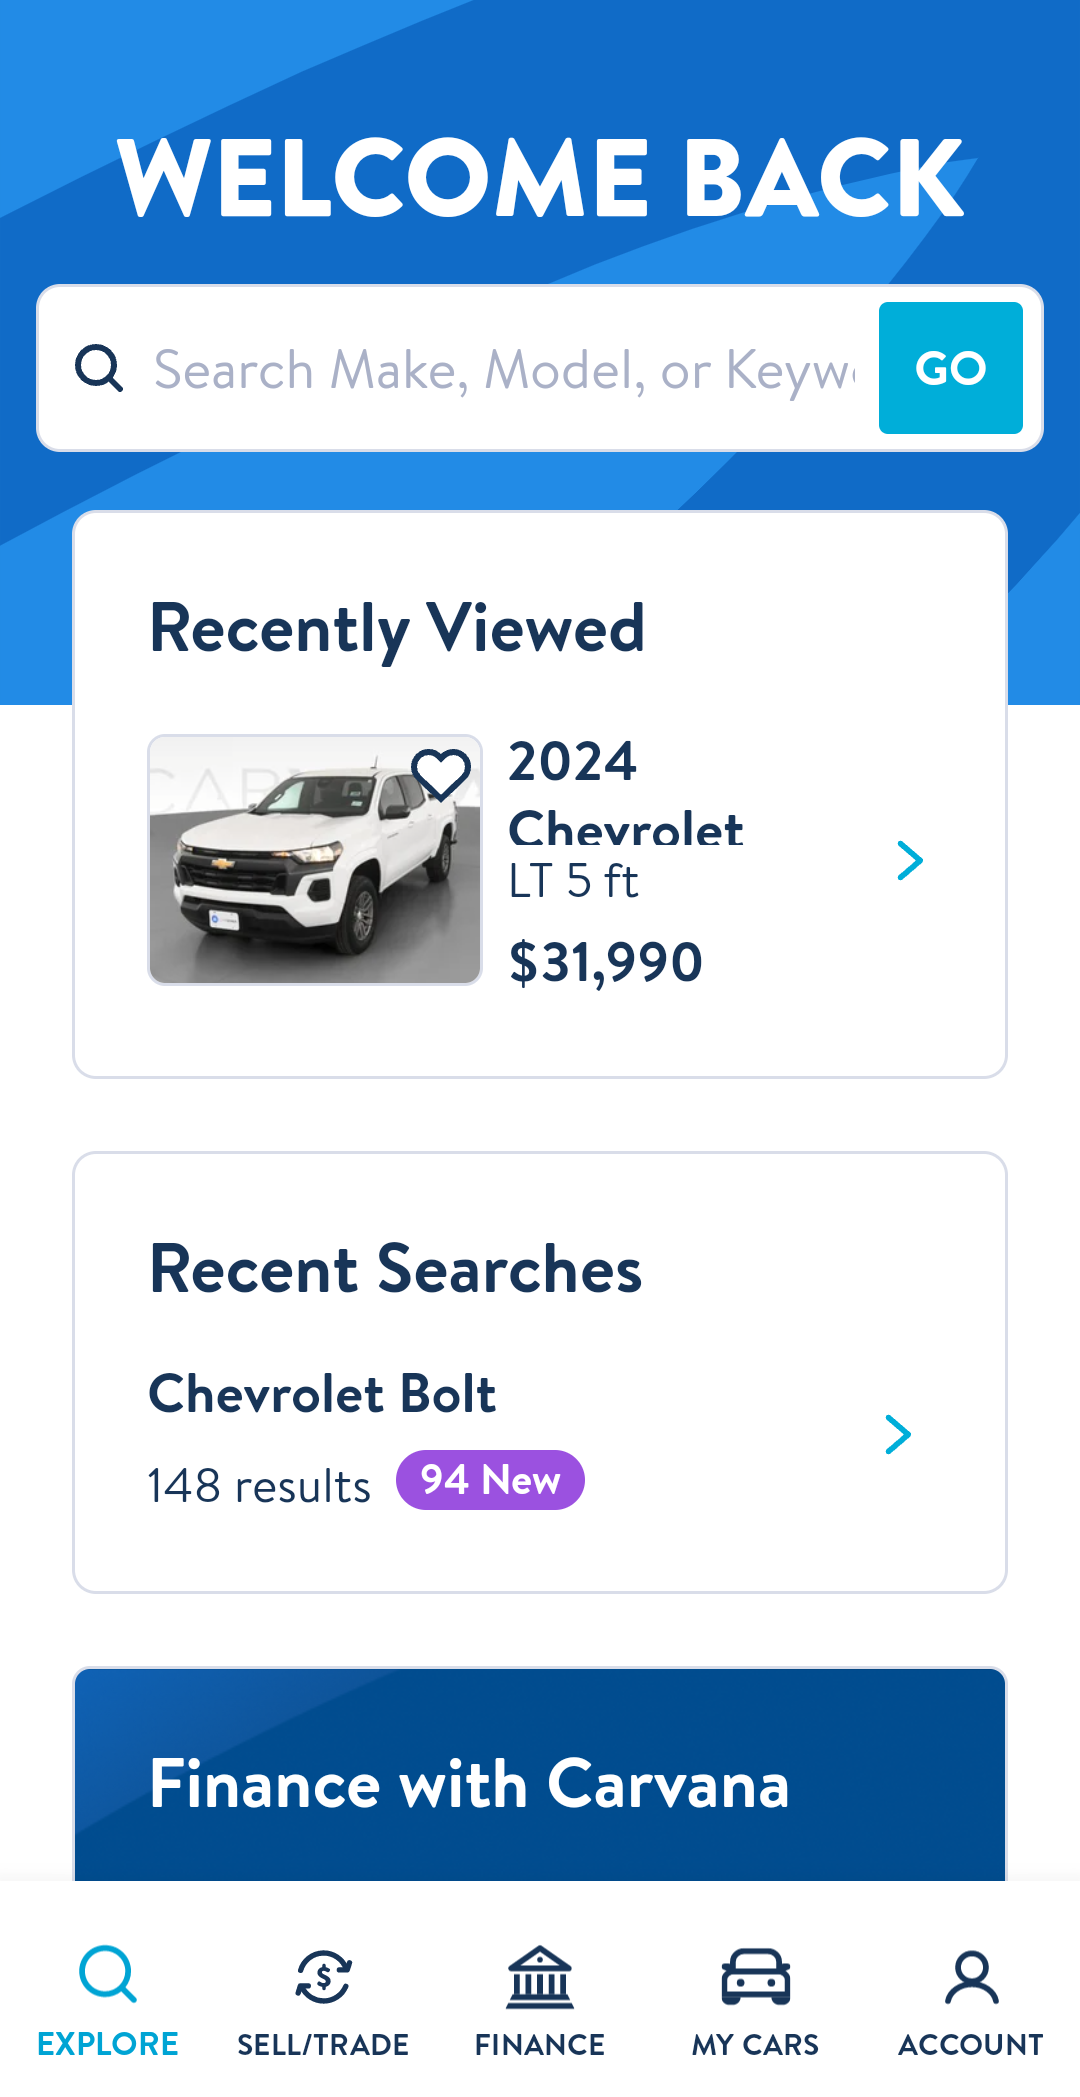 WELCOME BACK
Search Make, Model, or Keyw
GO
Recently Viewed
2024
Chevrolet
LT 5 ft
$31,990
Recent Searches
Chevrolet Bolt
148 results
94 New
Finance with Carvana
EXPLORE
SELL/TRADE
FINANCE
MY CARS
ACCOUNT